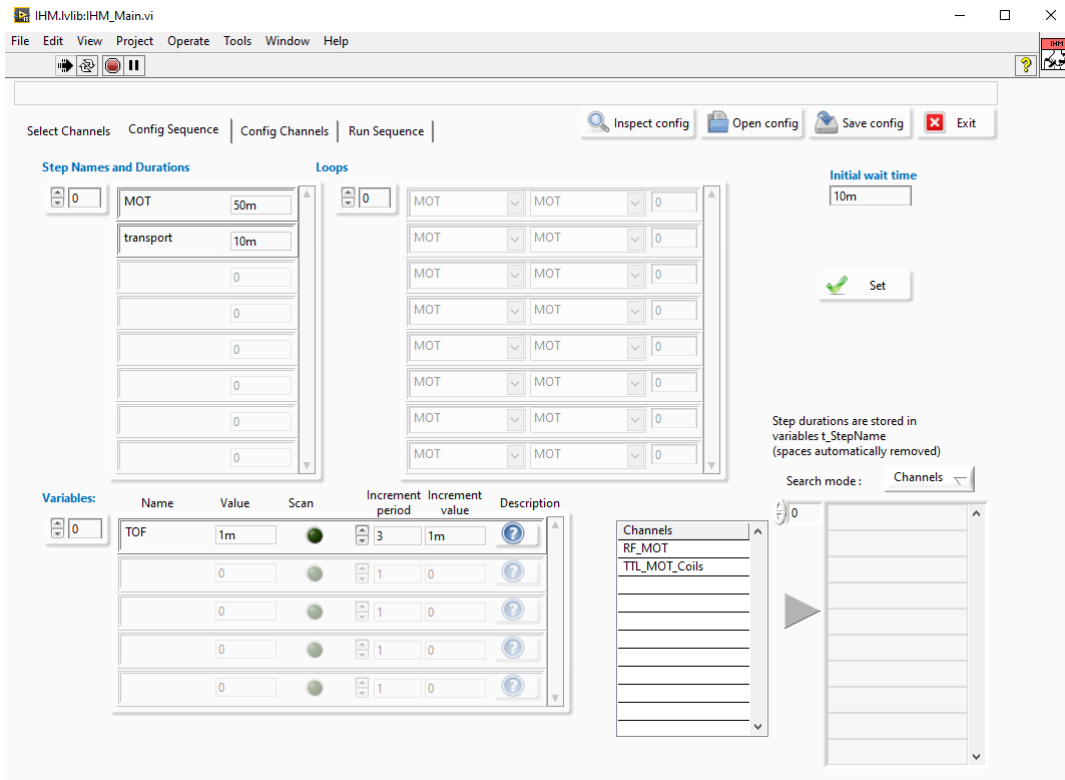 IHM.lvlib:IHM_Main.vi
File Edit View Project Operate Tools Window Help
IHM
Select Channels Config Sequence Config Channels Run Sequence
Inspect config Open config Save config Exit
Step Names and Durations Loops
Initial wait time
10m
0 MOT 50m 0 MOT MOT 0
transport 10m MOT MOT 0
0 MOT MOT 0
Set
0 MOT MOT 0
0 MOT MOT 0
0 MOT MOT 0
0 MOT MOT 0
0 MOT MOT 0
Step durations are stored in
variables t_StepName
(spaces automatically removed)
Search mode : Channels
Variables: Name Value Scan Increment period Increment value Description
0 TOF 1m 3 1m ?
0 1 0 ?
0 1 0 ?
0 1 0 ?
0 1 0 ?
0
Channels
RF_MOT
TTL_MOT_Coils